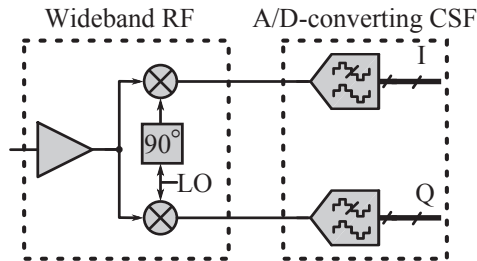 Wideband RF
A/D-converting CSF
I
90°
LO
Q